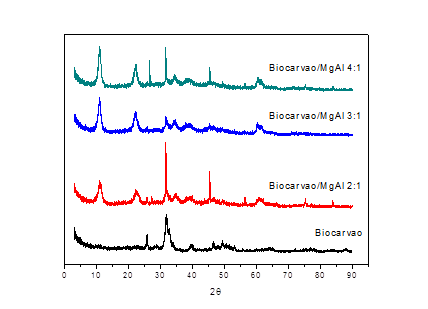 Biocarvao/MgAl 4:1
Biocarvao/MgAl 3:1
Biocarvao/MgAl 2:1
Biocarvao
0 10 20 30 40 50 60 70 80 90
2θ